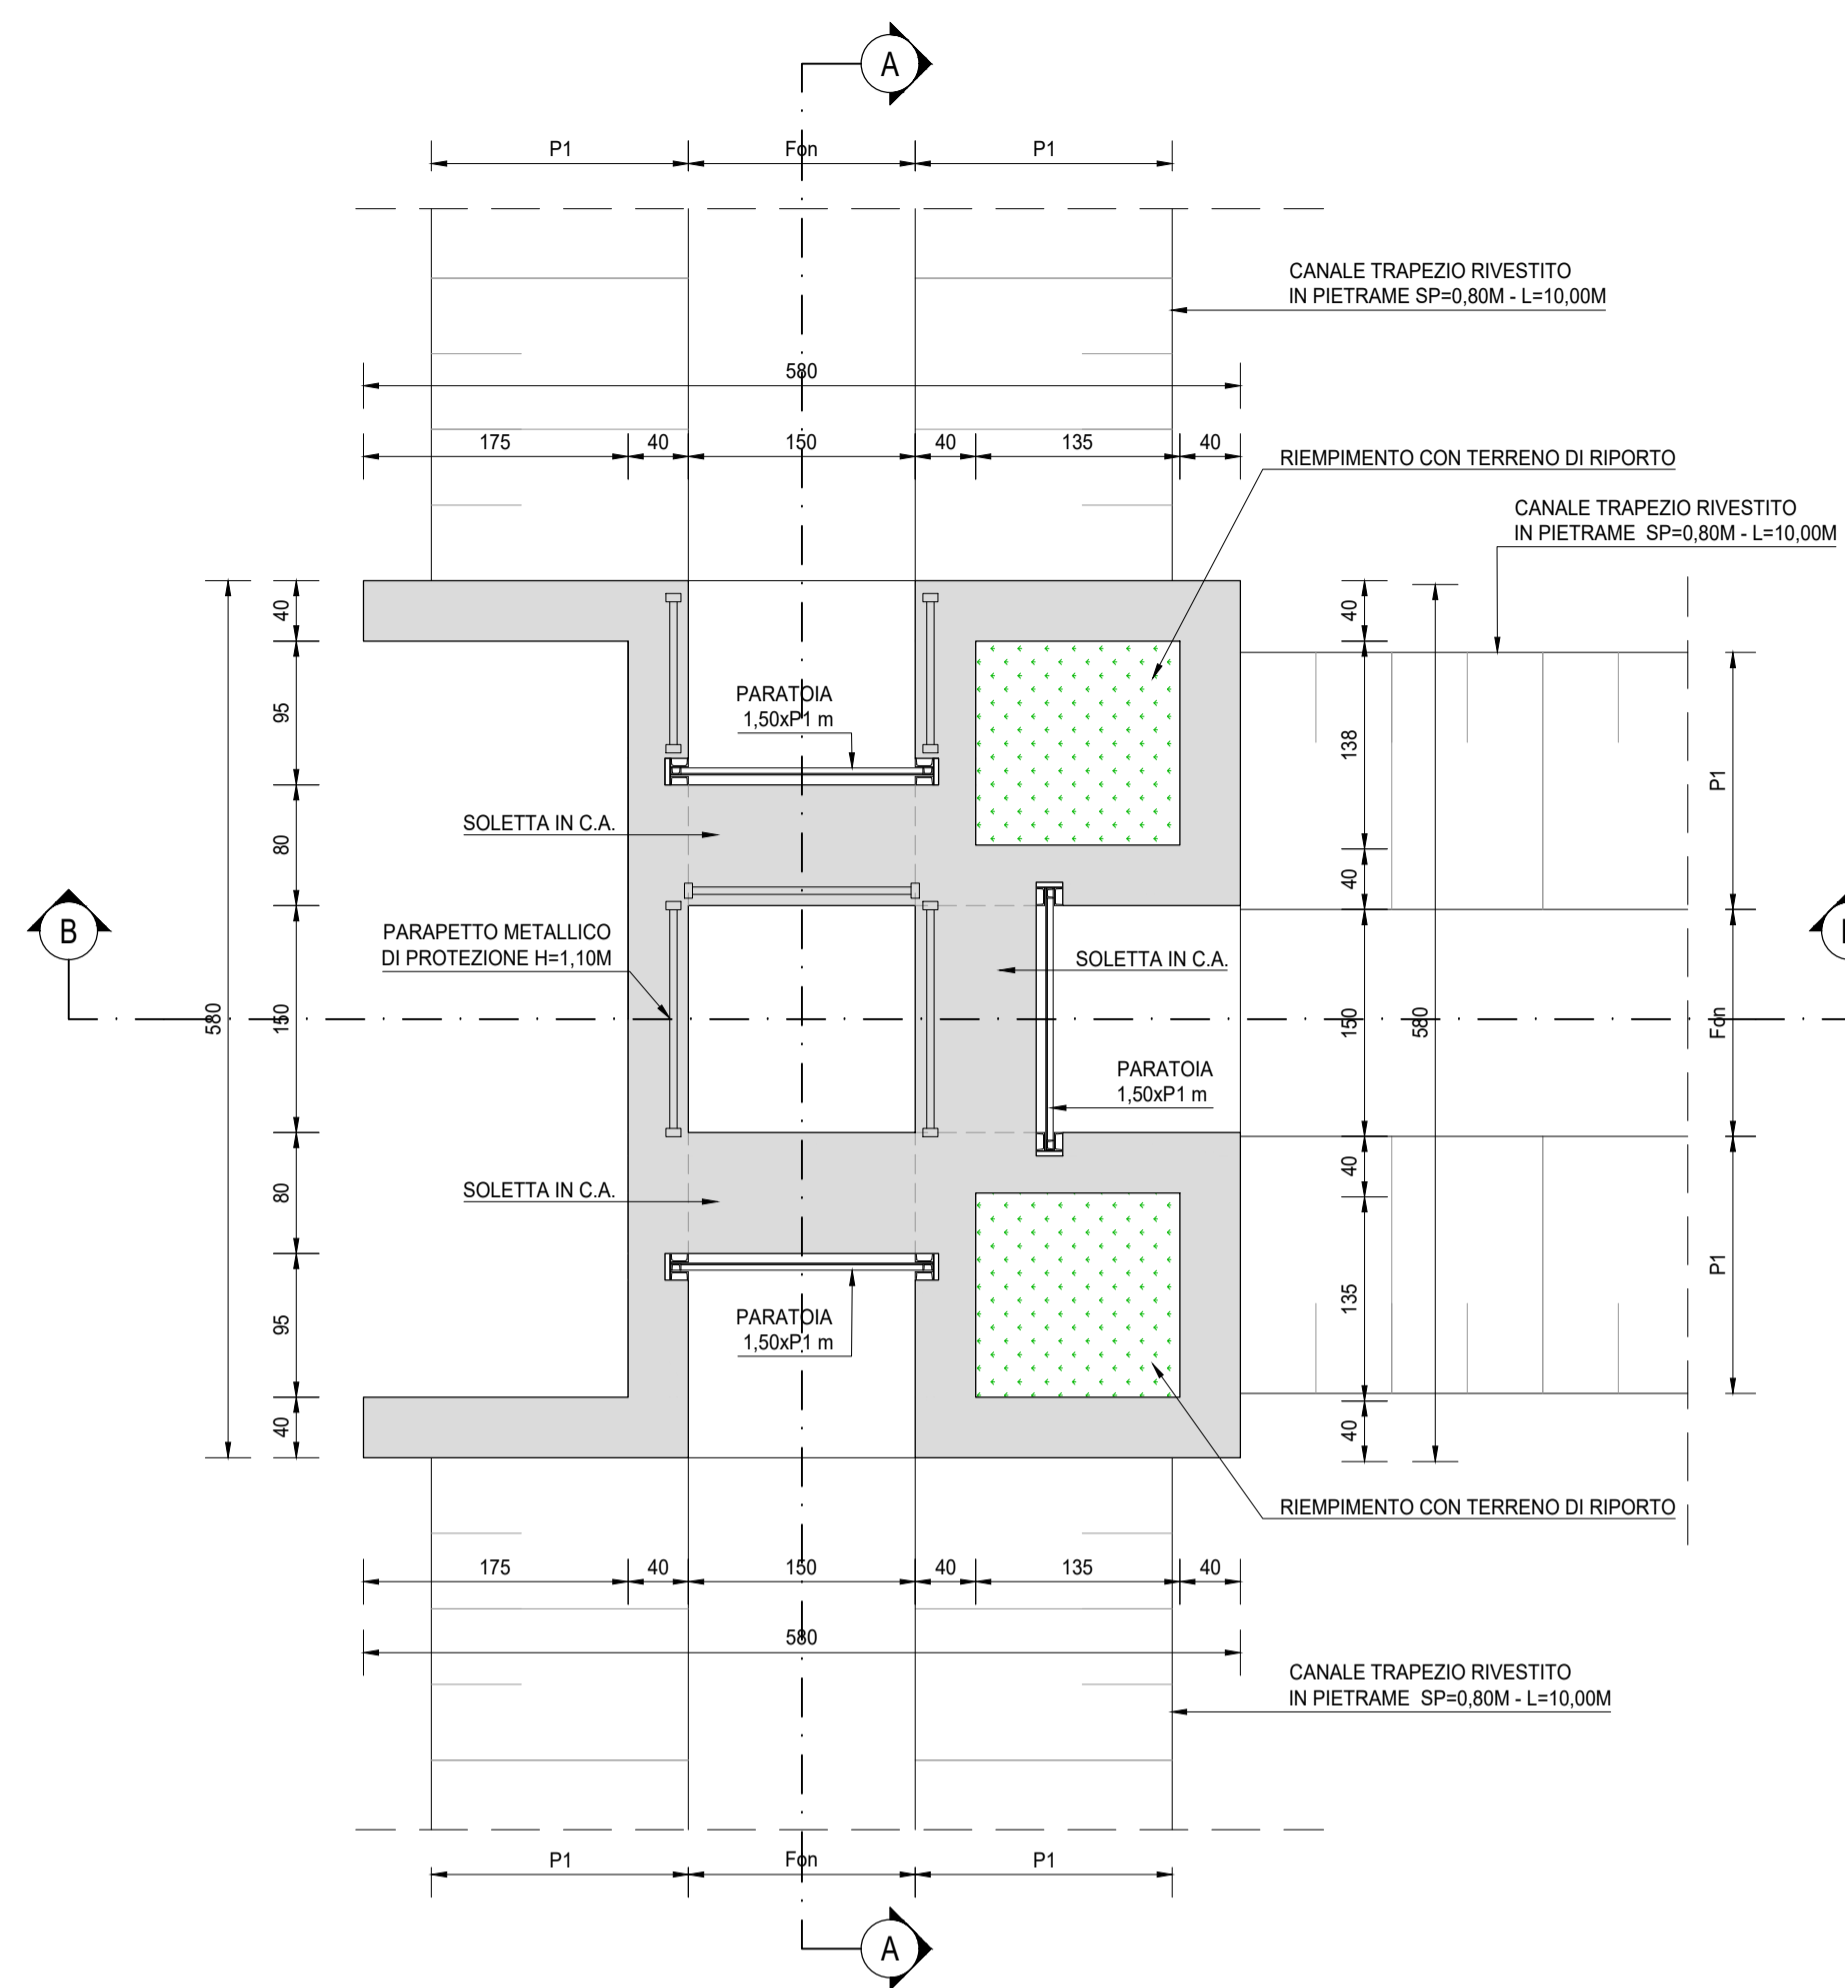 A
P1 Fon P1
CANALE TRAPEZIO RIVESTITO
IN PIETRAME SP=0,80M - L=10,00M
580
175 40 150 40 135 40
RIEMPIMENTO CON TERRENO DI RIPORTO
CANALE TRAPEZIO RIVESTITO
IN PIETRAME SP=0,80M - L=10,00M
580
40
95
80
150
80
95
40
PARATOIA
1,50xP1 m
SOLETTA IN C.A.
B
PARAPETTO METALLICO
DI PROTEZIONE H=1,10M
SOLETTA IN C.A.
PARATOIA
1,50xP1 m
SOLETTA IN C.A.
PARATOIA
1,50xP1 m
40
138
40
150
40
135
40
580
P1
Fon
P1
RIEMPIMENTO CON TERRENO DI RIPORTO
175 40 150 40 135 40
580
CANALE TRAPEZIO RIVESTITO
IN PIETRAME SP=0,80M - L=10,00M
P1 Fon P1
A